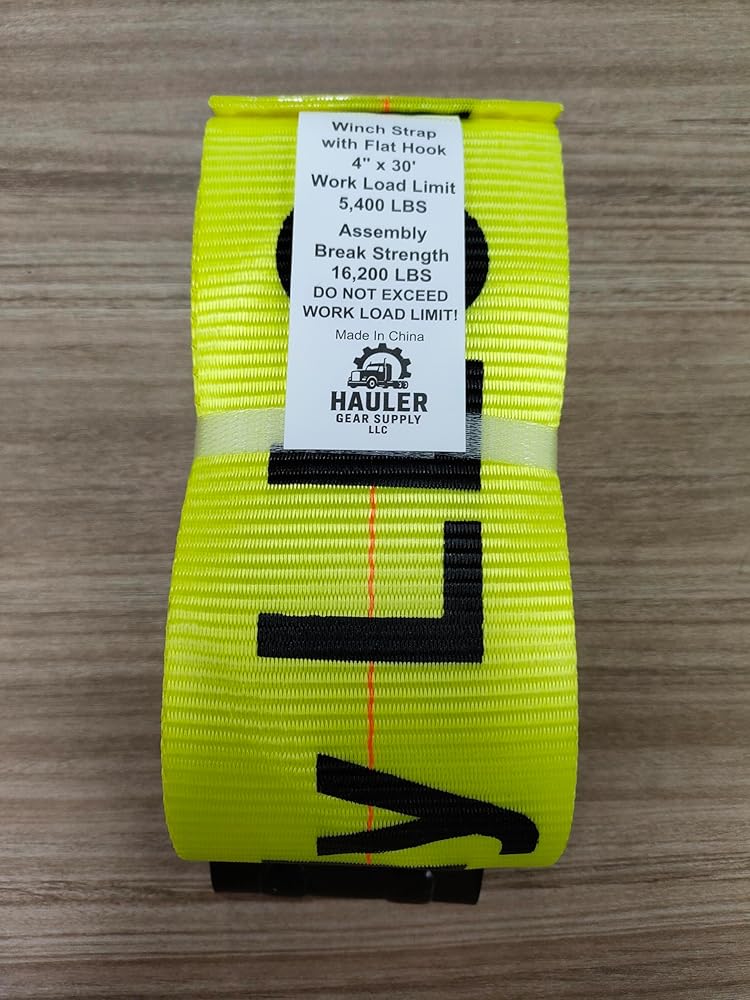 Winch Strap
with Flat Hook
4" x 30'
Work Load Limit
5,400 LBS
Assembly
Break Strength
16,200 LBS
DO NOT EXCEED
WORK LOAD LIMIT!
Made In China
HAULER
GEAR SUPPLY
LLC
y LL